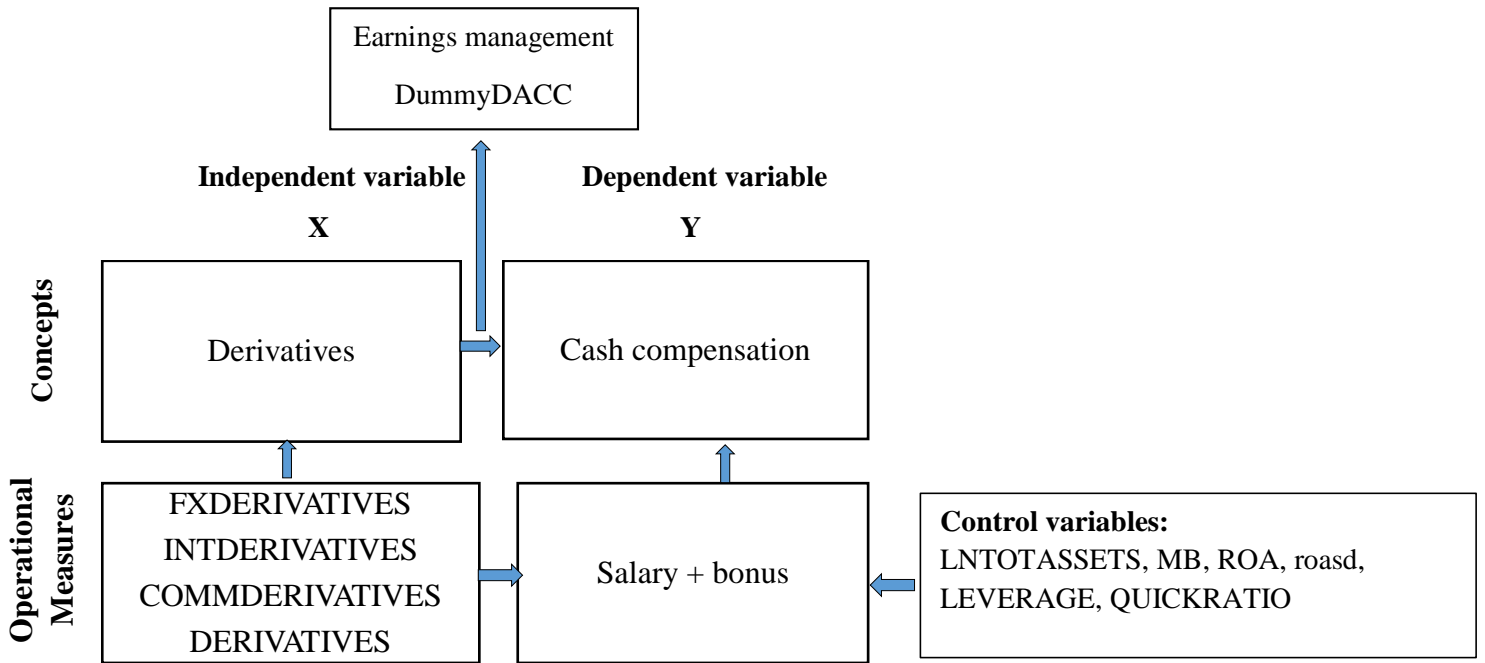 Earnings management
DummyDACC
Independent variable
X
Dependent variable
Y
Concepts
Derivatives
Cash compensation
Operational
Measures
FXDERIVATIVES
INTDERIVATIVES
COMMDERIVATIVES
DERIVATIVES
Salary + bonus
Control variables:
LNTOTASSETS, MB, ROA, roasd,
LEVERAGE, QUICKRATIO